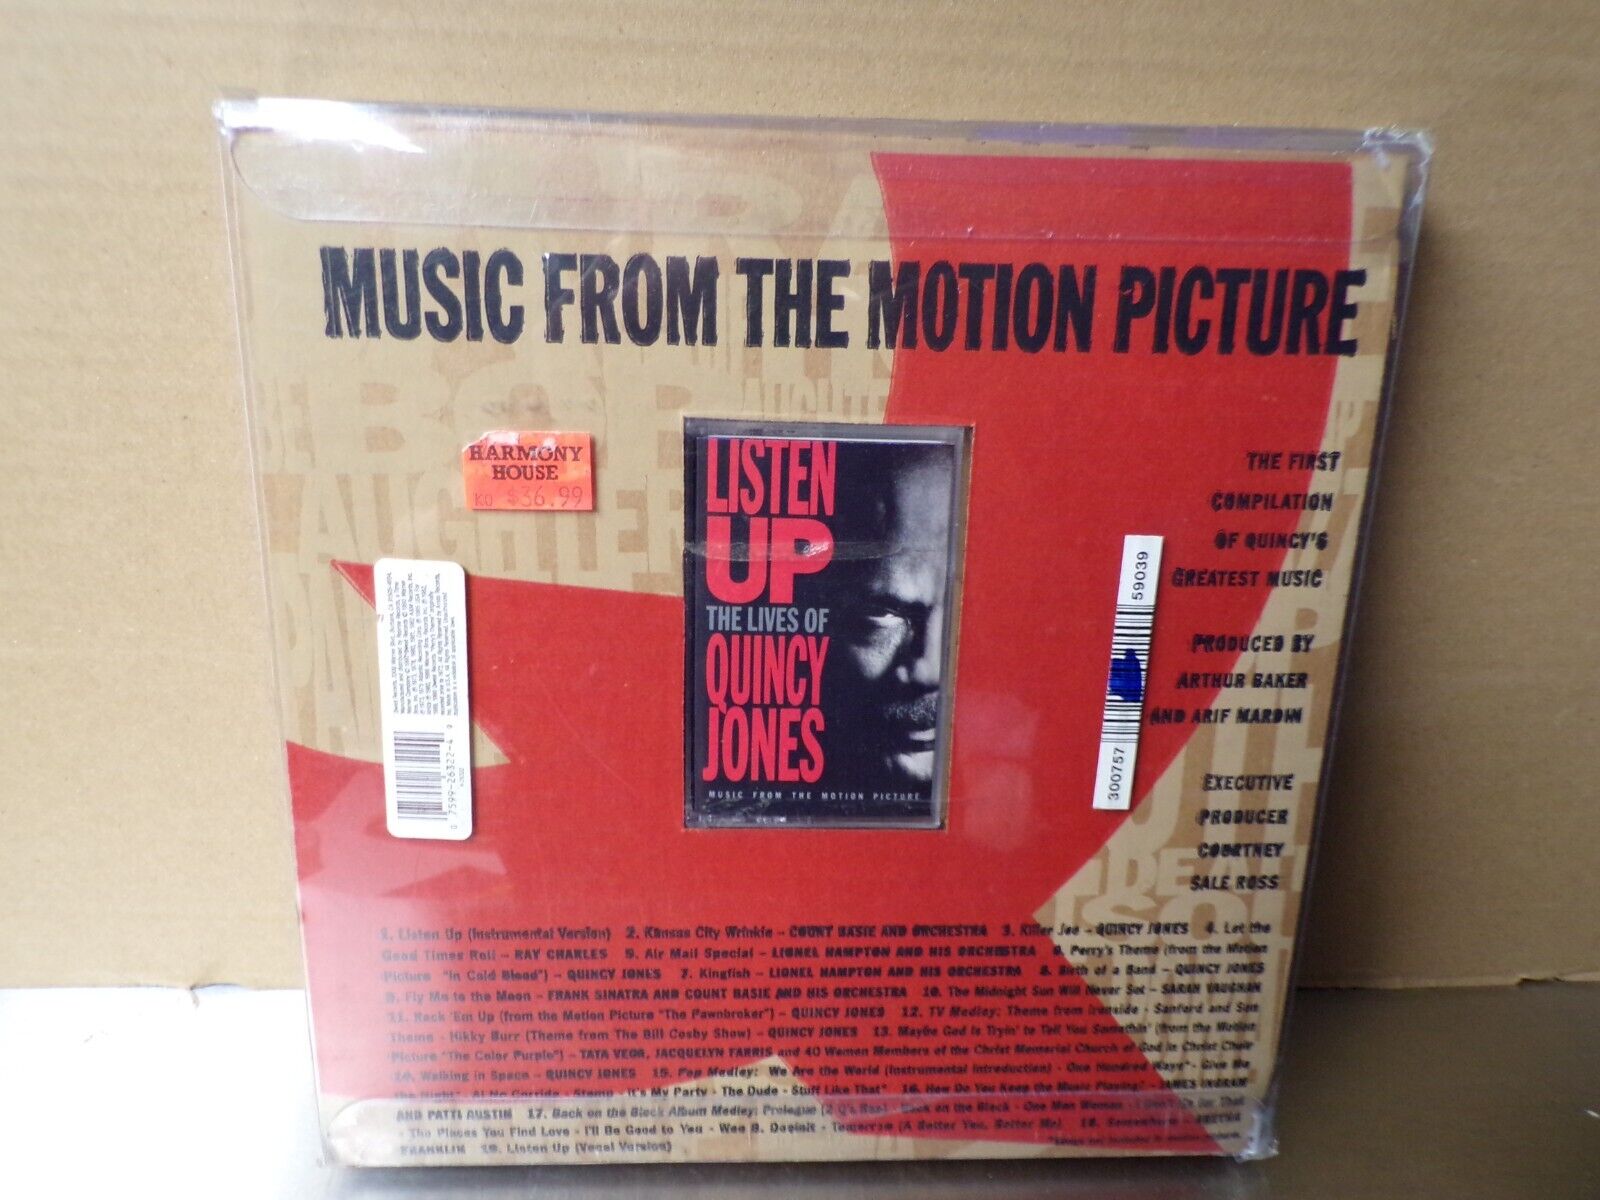 MUSIC FROM THE MOTION PICTURE
HARMONY
HOUSE
KO $36.99
LISTEN
UP
THE LIVES OF
QUINCY
JONES
MUSIC FROM THE MOTION PICTURE
THE FIRST
COMPILATION
OF QUINCY'S
GREATEST MUSIC
PRODUCED BY
ARTHUR BAKER
AND ARIF MARDIN
EXECUTIVE
PRODUCER
COURTNEY
SALE ROSS
59039
300757
0 7599-26322-4 9
1. Listen Up (Instrumental Version) 2. Kansas City Wrinkle – COUNT BASIE AND ORCHESTRA 3. Killer Joe – QUINCY JONES 4. Let the
Good Times Roll – RAY CHARLES 5. Air Mail Special – LIONEL HAMPTON AND HIS ORCHESTRA 6. Perry's Theme (from the Motion
Picture "In Cold Blood") – QUINCY JONES 7. Kingfish – LIONEL HAMPTON AND HIS ORCHESTRA 8. Birth of a Band – QUINCY JONES
9. Fly Me to the Moon – FRANK SINATRA AND COUNT BASIE AND HIS ORCHESTRA 10. The Midnight Sun Will Never Set – SARAH VAUGHAN
11. Rack 'Em Up (from the Motion Picture "The Pawnbroker") – QUINCY JONES 12. TV Medley: Theme from Ironside - Sanford and Son
Theme - Hikky Burr (Theme from The Bill Cosby Show) – QUINCY JONES 13. Maybe God Is Tryin' to Tell You Somethin' (from the Motion
Picture "The Color Purple") – TATA VEGA, JACQUELYN FARRIS and 40 Women Members of the Christ Memorial Church of God in Christ Choir
14. Walking in Space – QUINCY JONES 15. Pop Medley: We Are the World (Instrumental Introduction) - One Hundred Ways* - Give Me
the Night* - Ai No Corrida - Stomp - It's My Party - The Dude - Stuff Like That* 16. How Do You Keep the Music Playing? – JAMES INGRAM
AND PATTI AUSTIN 17. Back on the Block Album Medley: Prologue (2 Q's Rap) - Back on the Block - One Man Woman - I Don't Go for That
- The Places You Find Love - I'll Be Good to You - Wee B. Dooinit - Tomorrow (A Better You, Better Me) 18. Somewhere – ARETHA
FRANKLIN 19. Listen Up (Vocal Version)